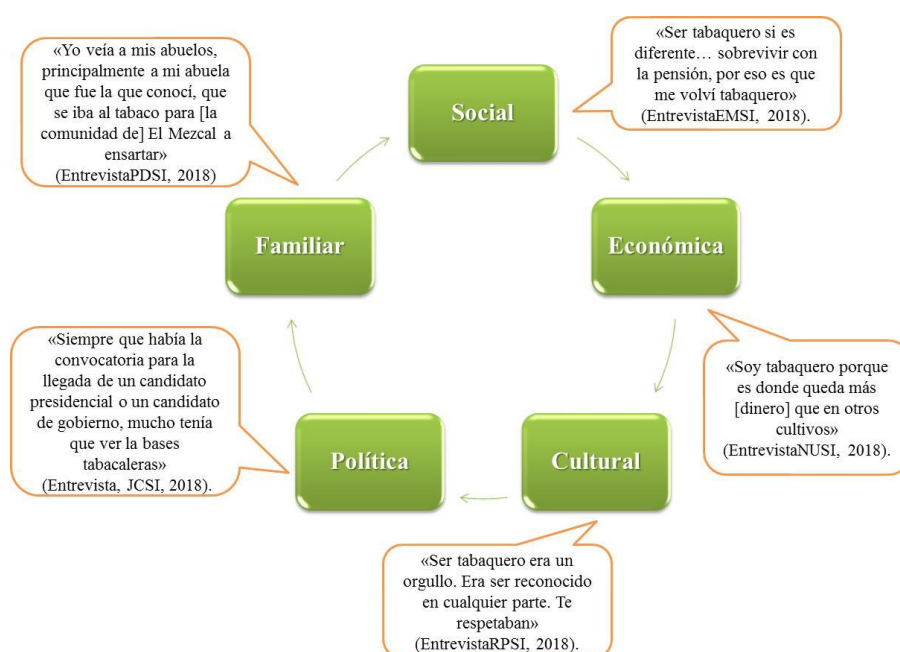 «Yo veía a mis abuelos,
principalmente a mi abuela
que fue la que conocí, que
se iba al tabaco para [la
comunidad de] El Mezcal a
ensartar»
(EntrevistaPDSI, 2018)
Social
«Ser tabaquero si es
diferente… sobrevivir con
la pensión, por eso es que
me volví tabaquero»
(EntrevistaEMSI, 2018).
Familiar
Económica
«Siempre que había la
convocatoria para la
llegada de un candidato
presidencial o un candidato
de gobierno, mucho tenía
que ver la bases
tabacaleras»
(Entrevista, JCSI, 2018).
«Soy tabaquero porque
es donde queda más
[dinero] que en otros
cultivos»
(EntrevistaNUSI, 2018).
Política
Cultural
«Ser tabaquero era un
orgullo. Era ser reconocido
en cualquier parte. Te
respetaban»
(EntrevistaRPSI, 2018).